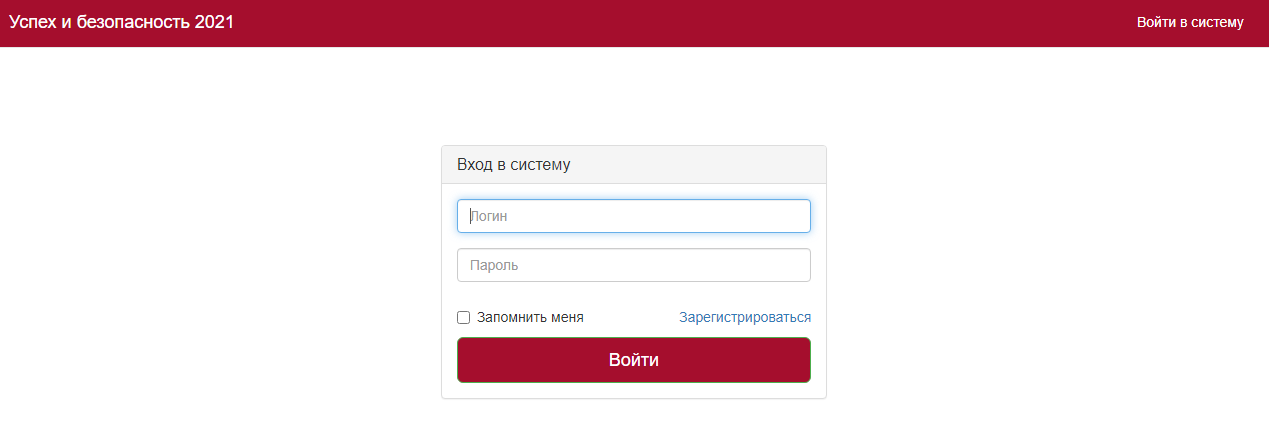 Успех и безопасность 2021
Войти в систему
Вход в систему
Логин
Пароль
Запомнить меня
Зарегистрироваться
Войти